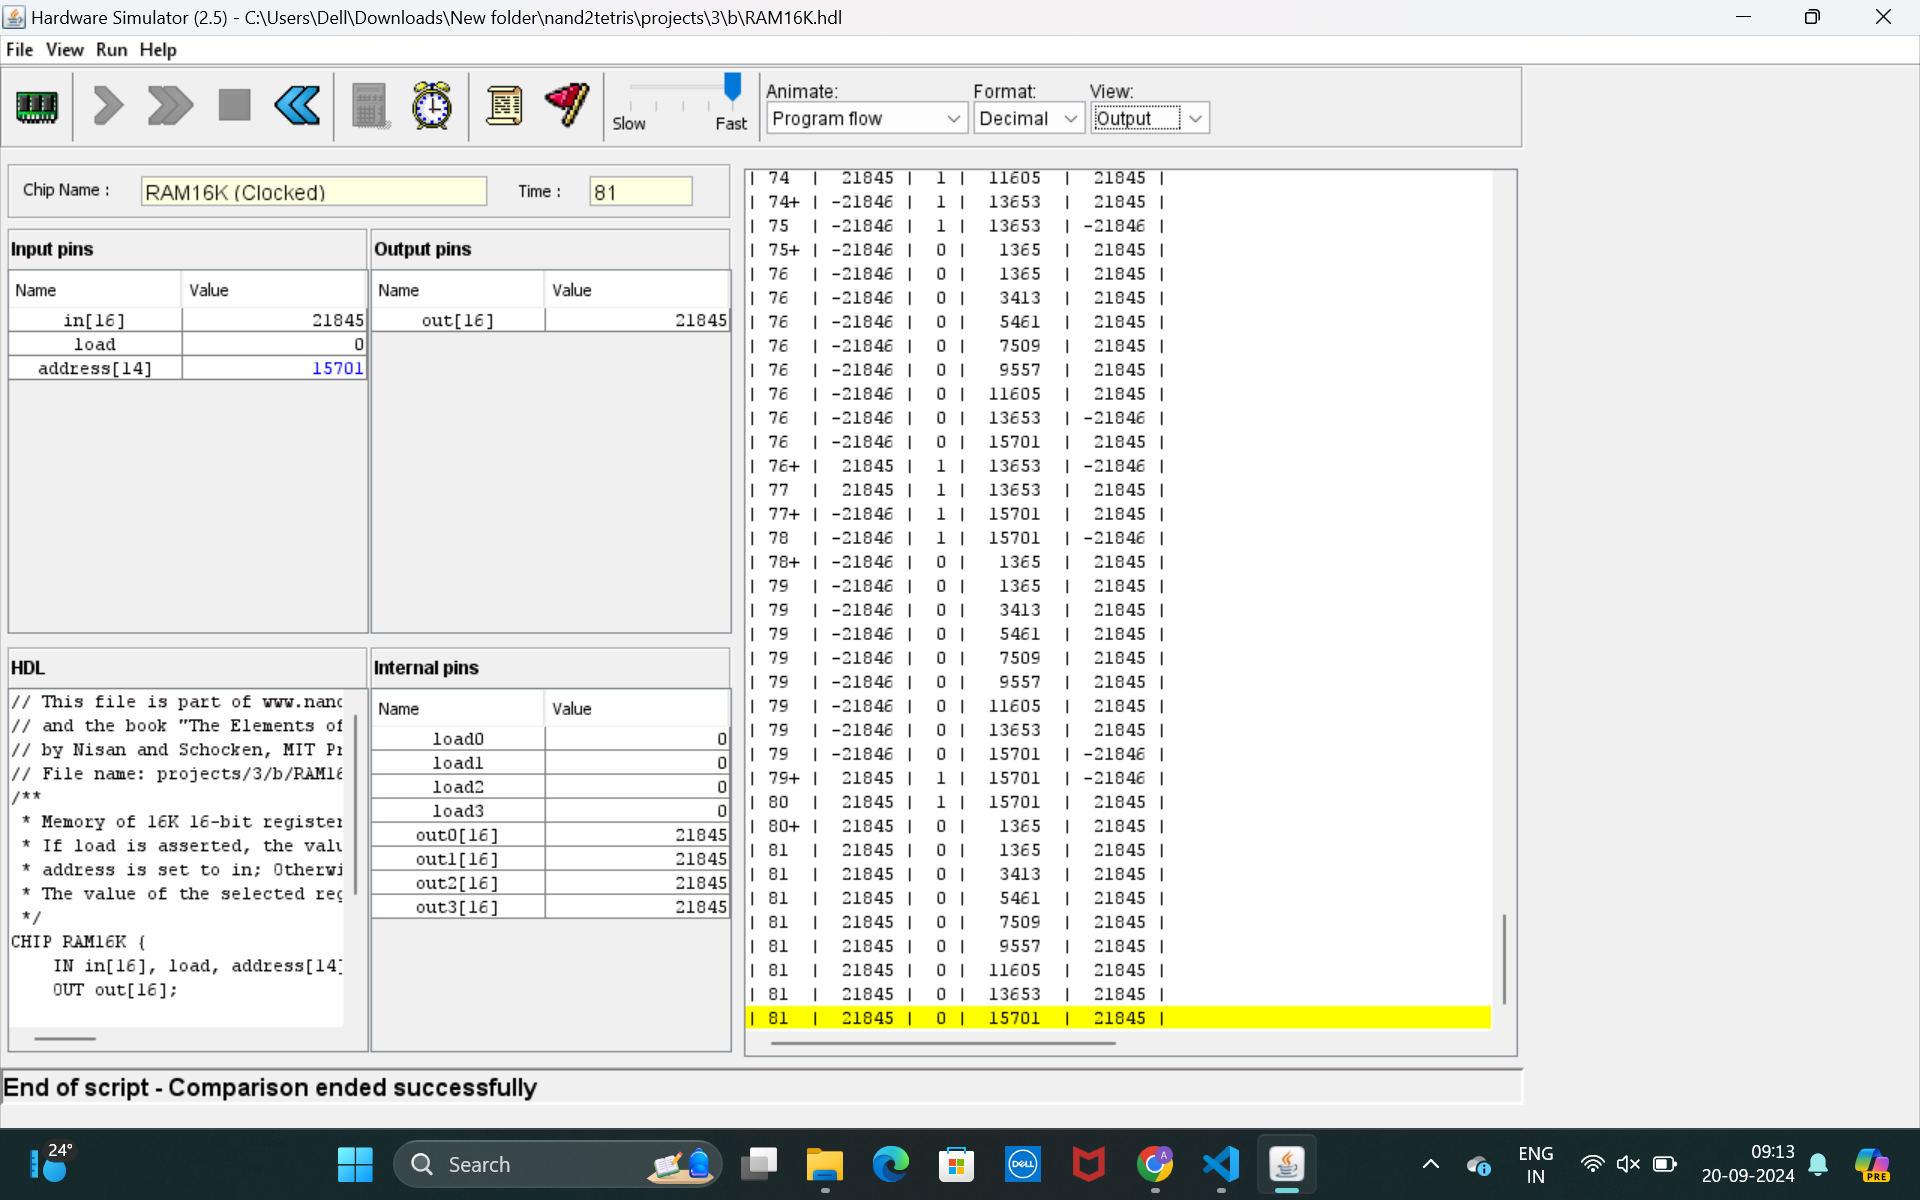 Hardware Simulator (2.5) - C:\Users\Dell\Downloads\New folder\nand2tetris\projects\3\b\RAM16K.hdl
File View Run Help
Slow Fast
Animate:
Program flow
Format:
Decimal
View:
Output
Chip Name :
RAM16K (Clocked)
Time :
81
Input pins
Name Value
in[16] 21845
load 0
address[14] 15701
Output pins
Name Value
out[16] 21845
HDL
// This file is part of www.nand
// and the book "The Elements of
// by Nisan and Schocken, MIT Pr
// File name: projects/3/b/RAM16
/**
* Memory of 16K 16-bit register
* If load is asserted, the valu
* address is set to in; Otherwi
* The value of the selected reg
*/
CHIP RAM16K {
IN in[16], load, address[14]
OUT out[16];
Internal pins
Name Value
load0 0
load1 0
load2 0
load3 0
out0[16] 21845
out1[16] 21845
out2[16] 21845
out3[16] 21845
| 74 | 21845 | 1 | 11605 | 21845 |
| 74+ | -21846 | 1 | 13653 | 21845 |
| 75 | -21846 | 1 | 13653 | -21846 |
| 75+ | -21846 | 0 | 1365 | 21845 |
| 76 | -21846 | 0 | 1365 | 21845 |
| 76 | -21846 | 0 | 3413 | 21845 |
| 76 | -21846 | 0 | 5461 | 21845 |
| 76 | -21846 | 0 | 7509 | 21845 |
| 76 | -21846 | 0 | 9557 | 21845 |
| 76 | -21846 | 0 | 11605 | 21845 |
| 76 | -21846 | 0 | 13653 | -21846 |
| 76 | -21846 | 0 | 15701 | 21845 |
| 76+ | 21845 | 1 | 13653 | -21846 |
| 77 | 21845 | 1 | 13653 | 21845 |
| 77+ | -21846 | 1 | 15701 | 21845 |
| 78 | -21846 | 1 | 15701 | -21846 |
| 78+ | -21846 | 0 | 1365 | 21845 |
| 79 | -21846 | 0 | 1365 | 21845 |
| 79 | -21846 | 0 | 3413 | 21845 |
| 79 | -21846 | 0 | 5461 | 21845 |
| 79 | -21846 | 0 | 7509 | 21845 |
| 79 | -21846 | 0 | 9557 | 21845 |
| 79 | -21846 | 0 | 11605 | 21845 |
| 79 | -21846 | 0 | 13653 | 21845 |
| 79 | -21846 | 0 | 15701 | -21846 |
| 79+ | 21845 | 1 | 15701 | -21846 |
| 80 | 21845 | 1 | 15701 | 21845 |
| 80+ | 21845 | 0 | 1365 | 21845 |
| 81 | 21845 | 0 | 1365 | 21845 |
| 81 | 21845 | 0 | 3413 | 21845 |
| 81 | 21845 | 0 | 5461 | 21845 |
| 81 | 21845 | 0 | 7509 | 21845 |
| 81 | 21845 | 0 | 9557 | 21845 |
| 81 | 21845 | 0 | 11605 | 21845 |
| 81 | 21845 | 0 | 13653 | 21845 |
| 81 | 21845 | 0 | 15701 | 21845 |
End of script - Comparison ended successfully
24°
Search
DELL
A
ENG
IN
09:13
20-09-2024
PRE